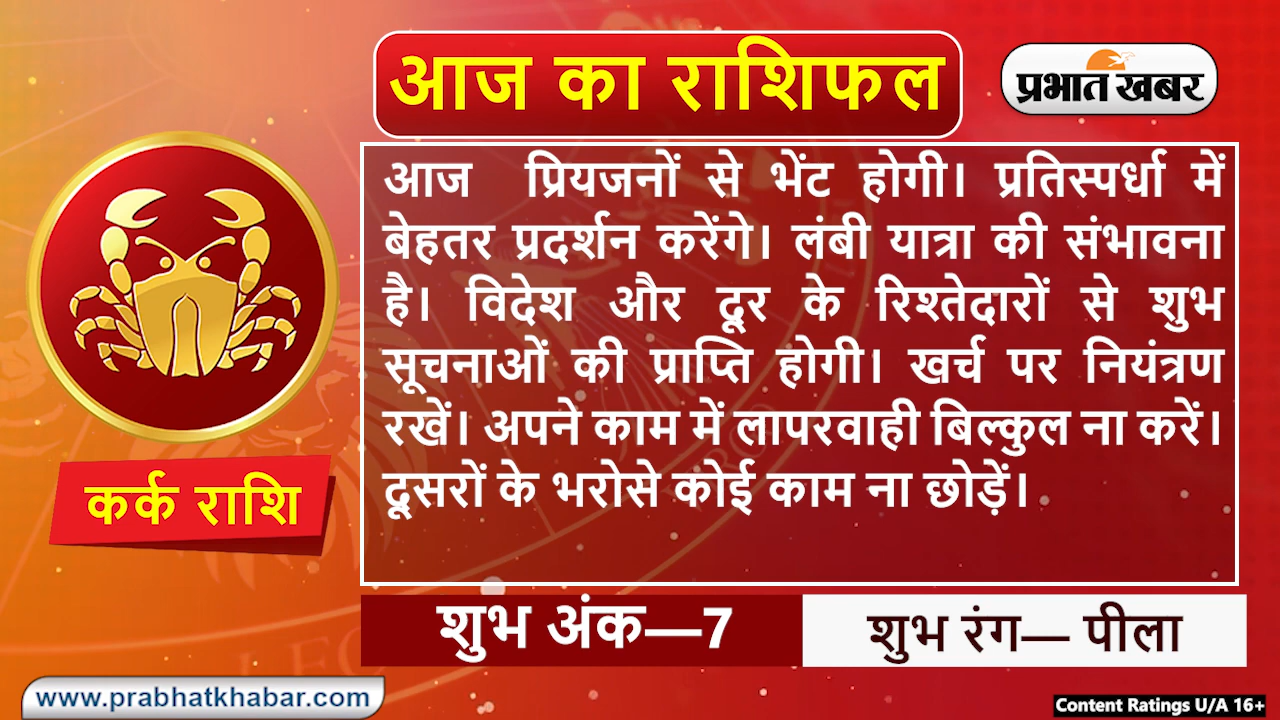 आज का राशिफल
प्रभात खबर
आज प्रियजनों से भेंट होगी। प्रतिस्पर्धा में
बेहतर प्रदर्शन करेंगे। लंबी यात्रा की संभावना
है। विदेश और दूर के रिश्तेदारों से शुभ
सूचनाओं की प्राप्ति होगी। खर्च पर नियंत्रण
रखें। अपने काम में लापरवाही बिल्कुल ना करें।
दूसरों के भरोसे कोई काम ना छोड़ें।
कर्क राशि
शुभ अंक—7
शुभ रंग— पीला
www.prabhatkhabar.com
Content Ratings U/A 16+